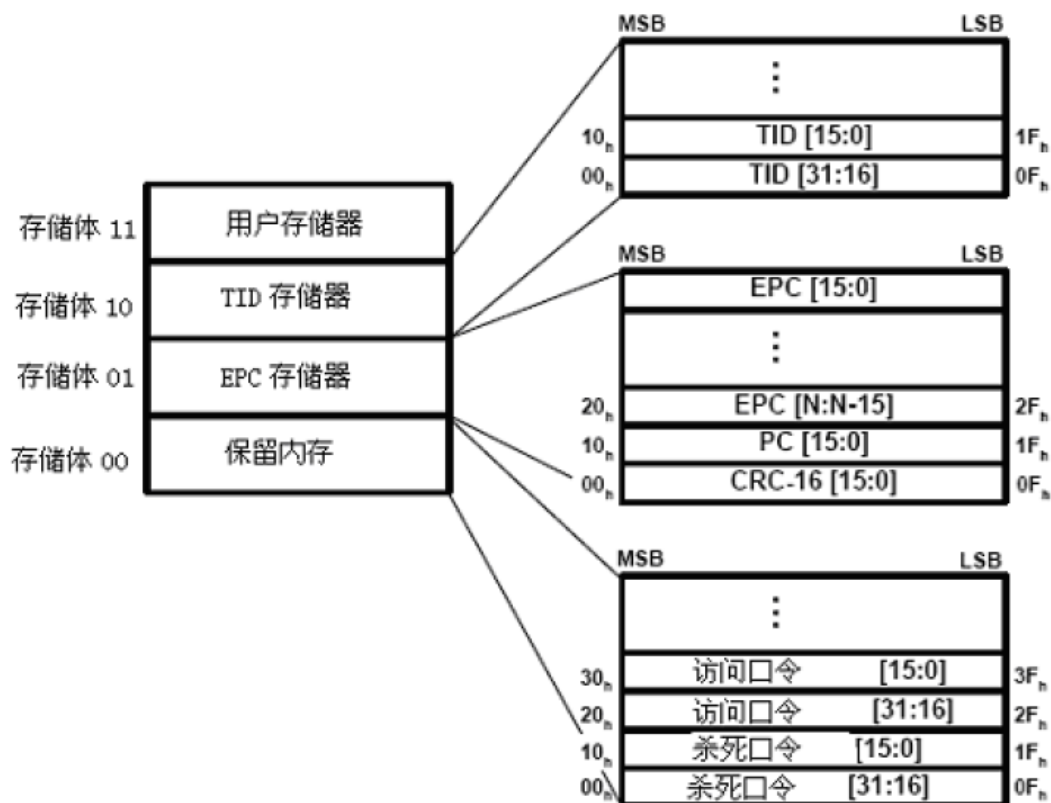 MSB LSB
⋮
10h TID [15:0] 1Fh
00h TID [31:16] 0Fh
存储体 11 用户存储器
存储体 10 TID 存储器
存储体 01 EPC 存储器
存储体 00 保留内存
MSB LSB
EPC [15:0]
⋮
20h EPC [N:N-15] 2Fh
10h PC [15:0] 1Fh
00h CRC-16 [15:0] 0Fh
MSB LSB
⋮
30h 访问口令 [15:0] 3Fh
20h 访问口令 [31:16] 2Fh
10h 杀死口令 [15:0] 1Fh
00h 杀死口令 [31:16] 0Fh